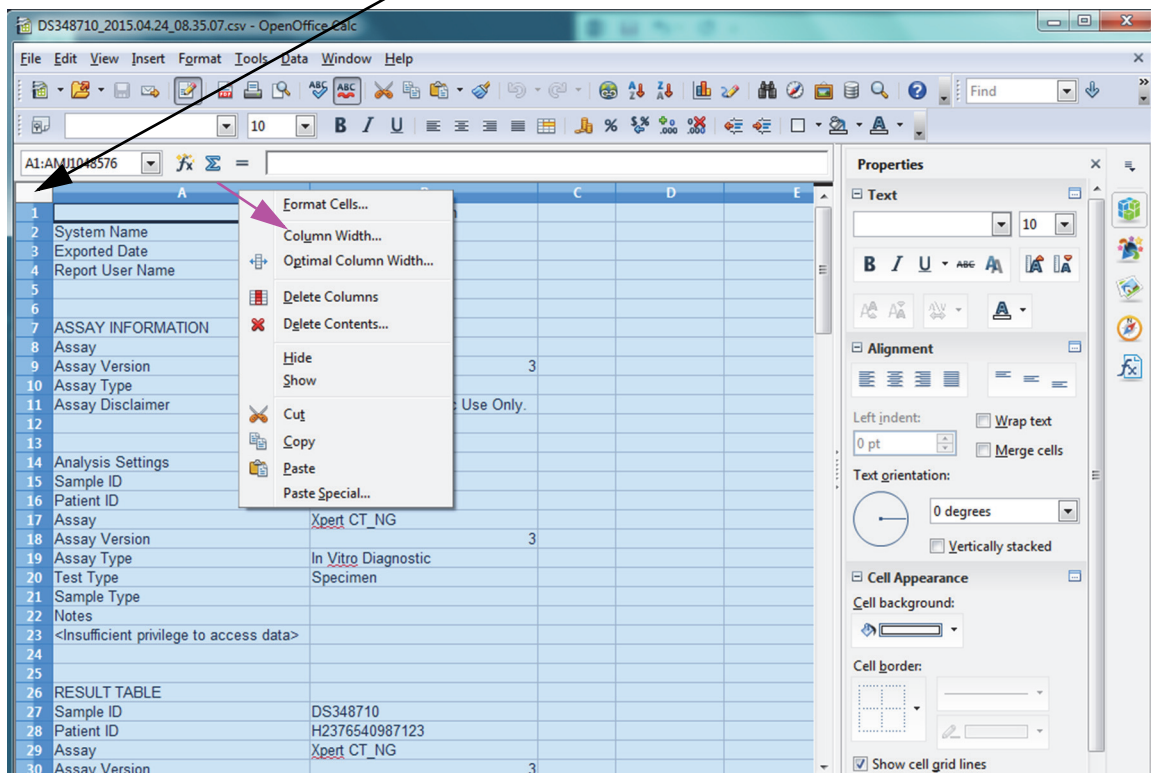 DS348710_2015.04.24_08.35.07.csv - OpenOffice Calc
File Edit View Insert Format Tools Data Window Help
Find
10
A1:AMJ1048576
A C D E
1
2 System Name
3 Exported Date
4 Report User Name
5
6
7 ASSAY INFORMATION
8 Assay
9 Assay Version 3
10 Assay Type
11 Assay Disclaimer Use Only.
12
13
14 Analysis Settings
15 Sample ID
16 Patient ID
17 Assay Xpert CT_NG
18 Assay Version 3
19 Assay Type In Vitro Diagnostic
20 Test Type Specimen
21 Sample Type
22 Notes
23 <Insufficient privilege to access data>
24
25
26 RESULT TABLE
27 Sample ID DS348710
28 Patient ID H2376540987123
29 Assay Xpert CT_NG
30 Assay Version 3
Format Cells...
Column Width...
Optimal Column Width...
Delete Columns
Delete Contents...
Hide
Show
Cut
Copy
Paste
Paste Special...
Properties
Text
10
Alignment
Left indent:
Wrap text
0 pt
Merge cells
Text orientation:
0 degrees
Vertically stacked
Cell Appearance
Cell background:
Cell border:
Show cell grid lines